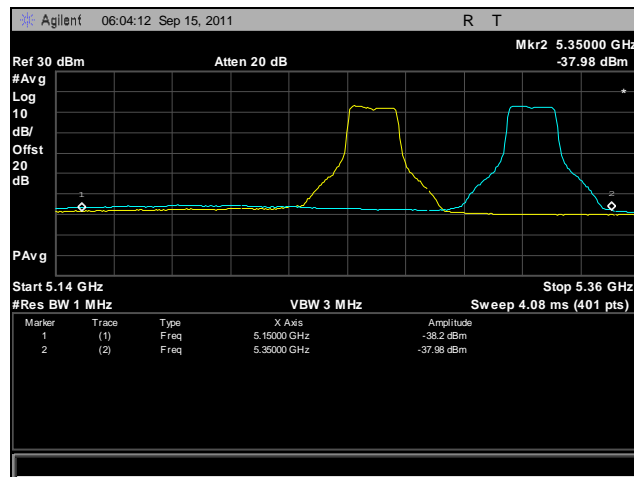 Agilent 06:04:12 Sep 15, 2011 R T
Mkr2 5.35000 GHz
Ref 30 dBm Atten 20 dB -37.98 dBm
#Avg
Log
10
dB/
Offst
20
dB
*
1
2
PAvg
Start 5.14 GHz Stop 5.36 GHz
#Res BW 1 MHz VBW 3 MHz Sweep 4.08 ms (401 pts)
Marker Trace Type X Axis Amplitude
1 (1) Freq 5.15000 GHz -38.2 dBm
2 (2) Freq 5.35000 GHz -37.98 dBm